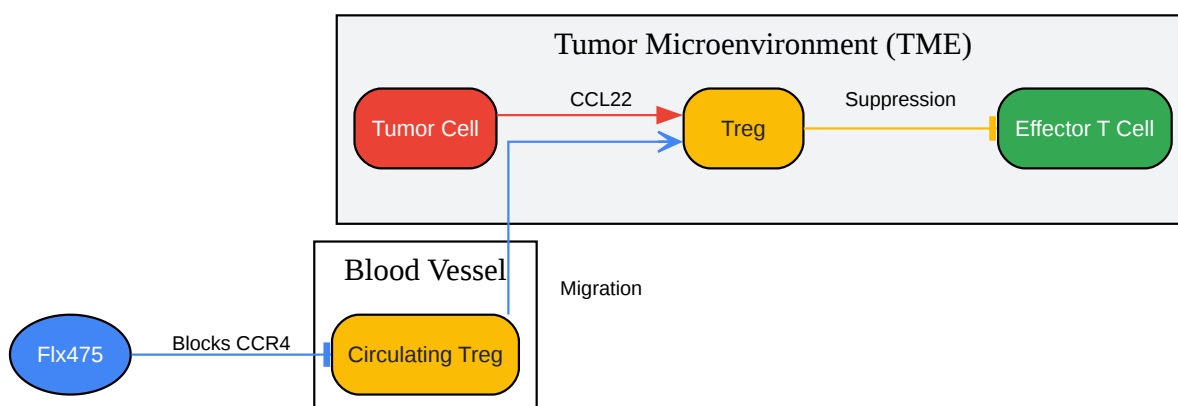 Tumor Microenvironment (TME)
Tumor Cell
CCL22
Treg
Suppression
Effector T Cell
Blood Vessel
Migration
Flx475
Blocks CCR4
Circulating Treg